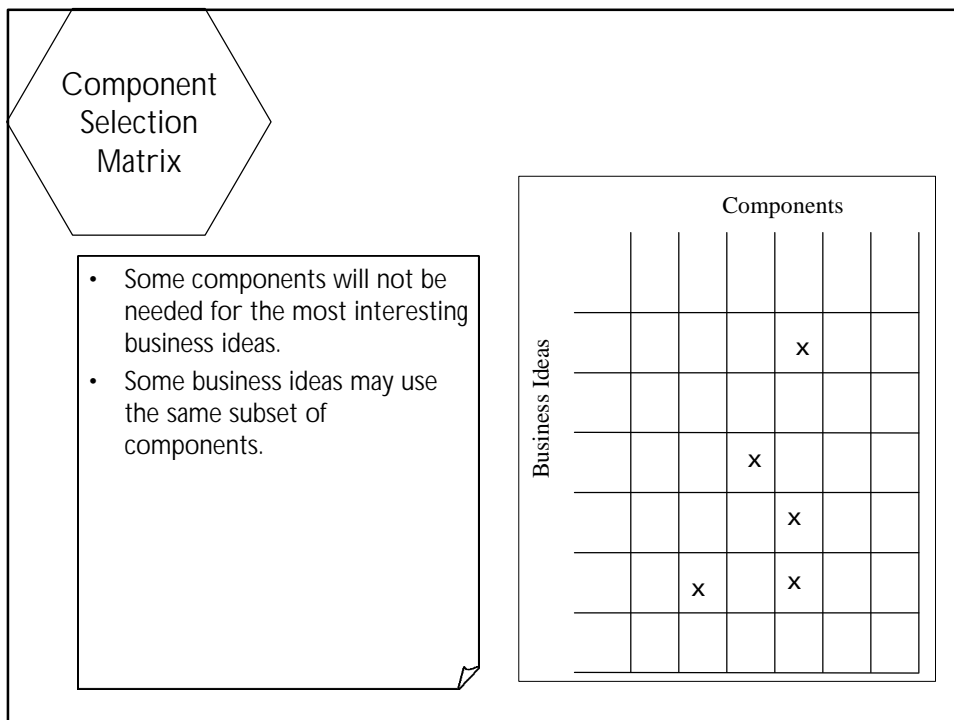 Component
Selection
Matrix
• Some components will not be
needed for the most interesting
business ideas.
• Some business ideas may use
the same subset of
components.
Components
Business Ideas
x
x
x
x x